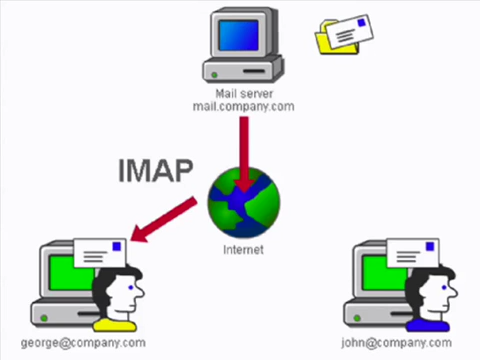 Mail server
mail.company.com
IMAP
Internet
george@company.com
john@company.com